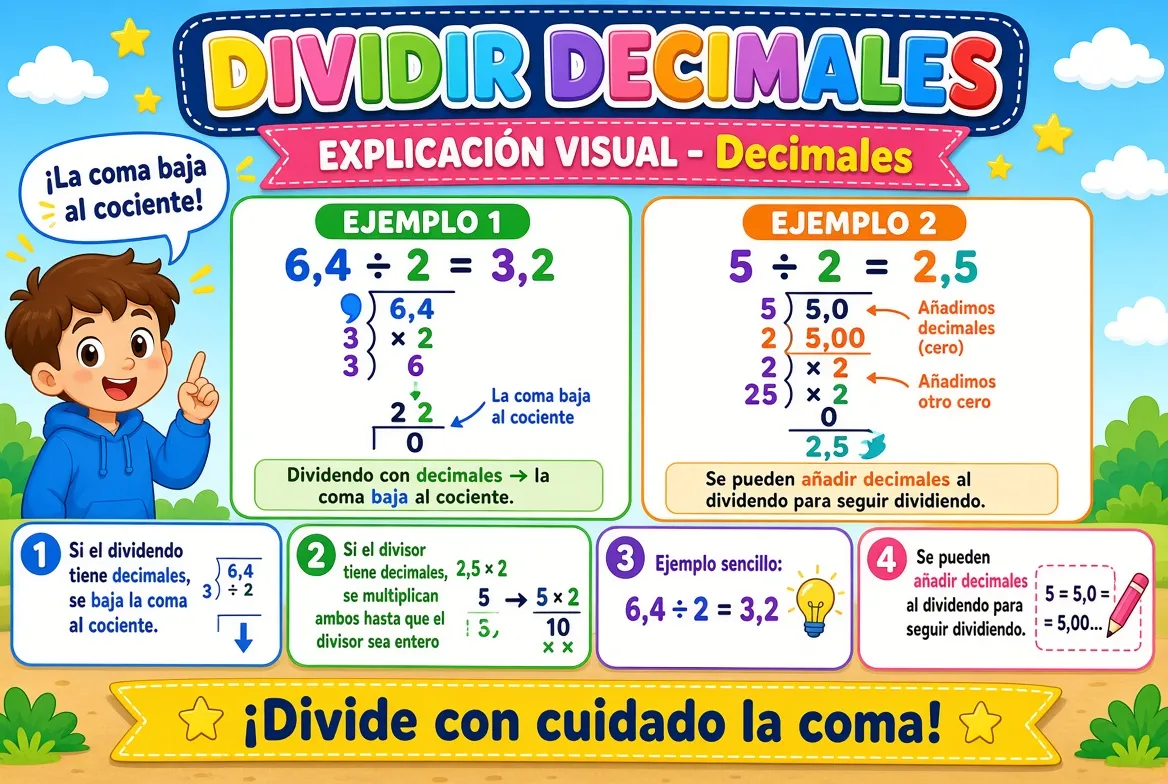 DIVIDIR DECIMALES
EXPLICACIÓN VISUAL - Decimales
¡La coma baja
al cociente!
EJEMPLO 1
6,4 ÷ 2 = 3,2
, ) 6,4
3 ) × 2
3 ) 6
2 2
0
La coma baja
al cociente
Dividendo con decimales → la
coma baja al cociente.
EJEMPLO 2
5 ÷ 2 = 2,5
5 ) 5,0
2 ) 5,00
2 ) × 2
25 ) × 2
0
2,5
Añadimos
decimales
(cero)
Añadimos
otro cero
Se pueden añadir decimales al
dividendo para seguir dividiendo.
1
Si el dividendo
tiene decimales,
se baja la coma
al cociente.
6,4
3 ) ÷ 2
2
Si el divisor
tiene decimales,
se multiplican
ambos hasta que el
divisor sea entero
2,5 × 2
5 → 5 × 2
10
× ×
3
Ejemplo sencillo:
6,4 ÷ 2 = 3,2
4
Se pueden
añadir decimales
al dividendo para
seguir dividiendo.
5 = 5,0 =
= 5,00...
¡Divide con cuidado la coma!